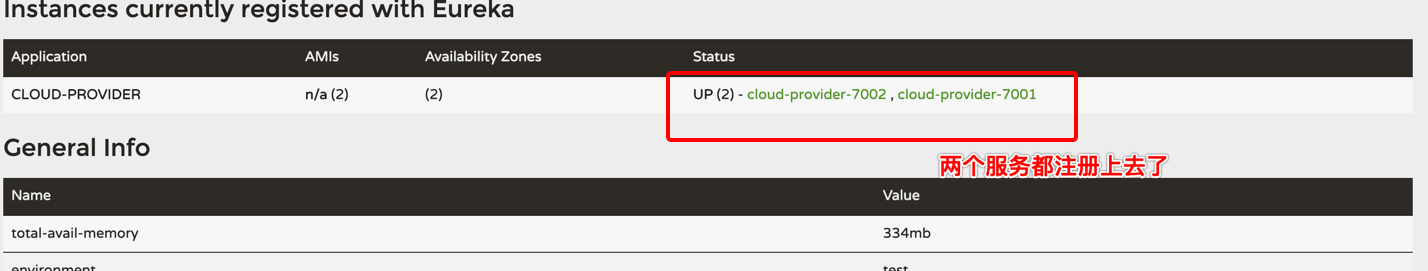 Instances currently registered with Eureka
Application AMIs Availability Zones Status
CLOUD-PROVIDER n/a (2) (2) UP (2) - cloud-provider-7002 , cloud-provider-7001
General Info
两个服务都注册上去了
Name Value
total-avail-memory 334mb
environment test